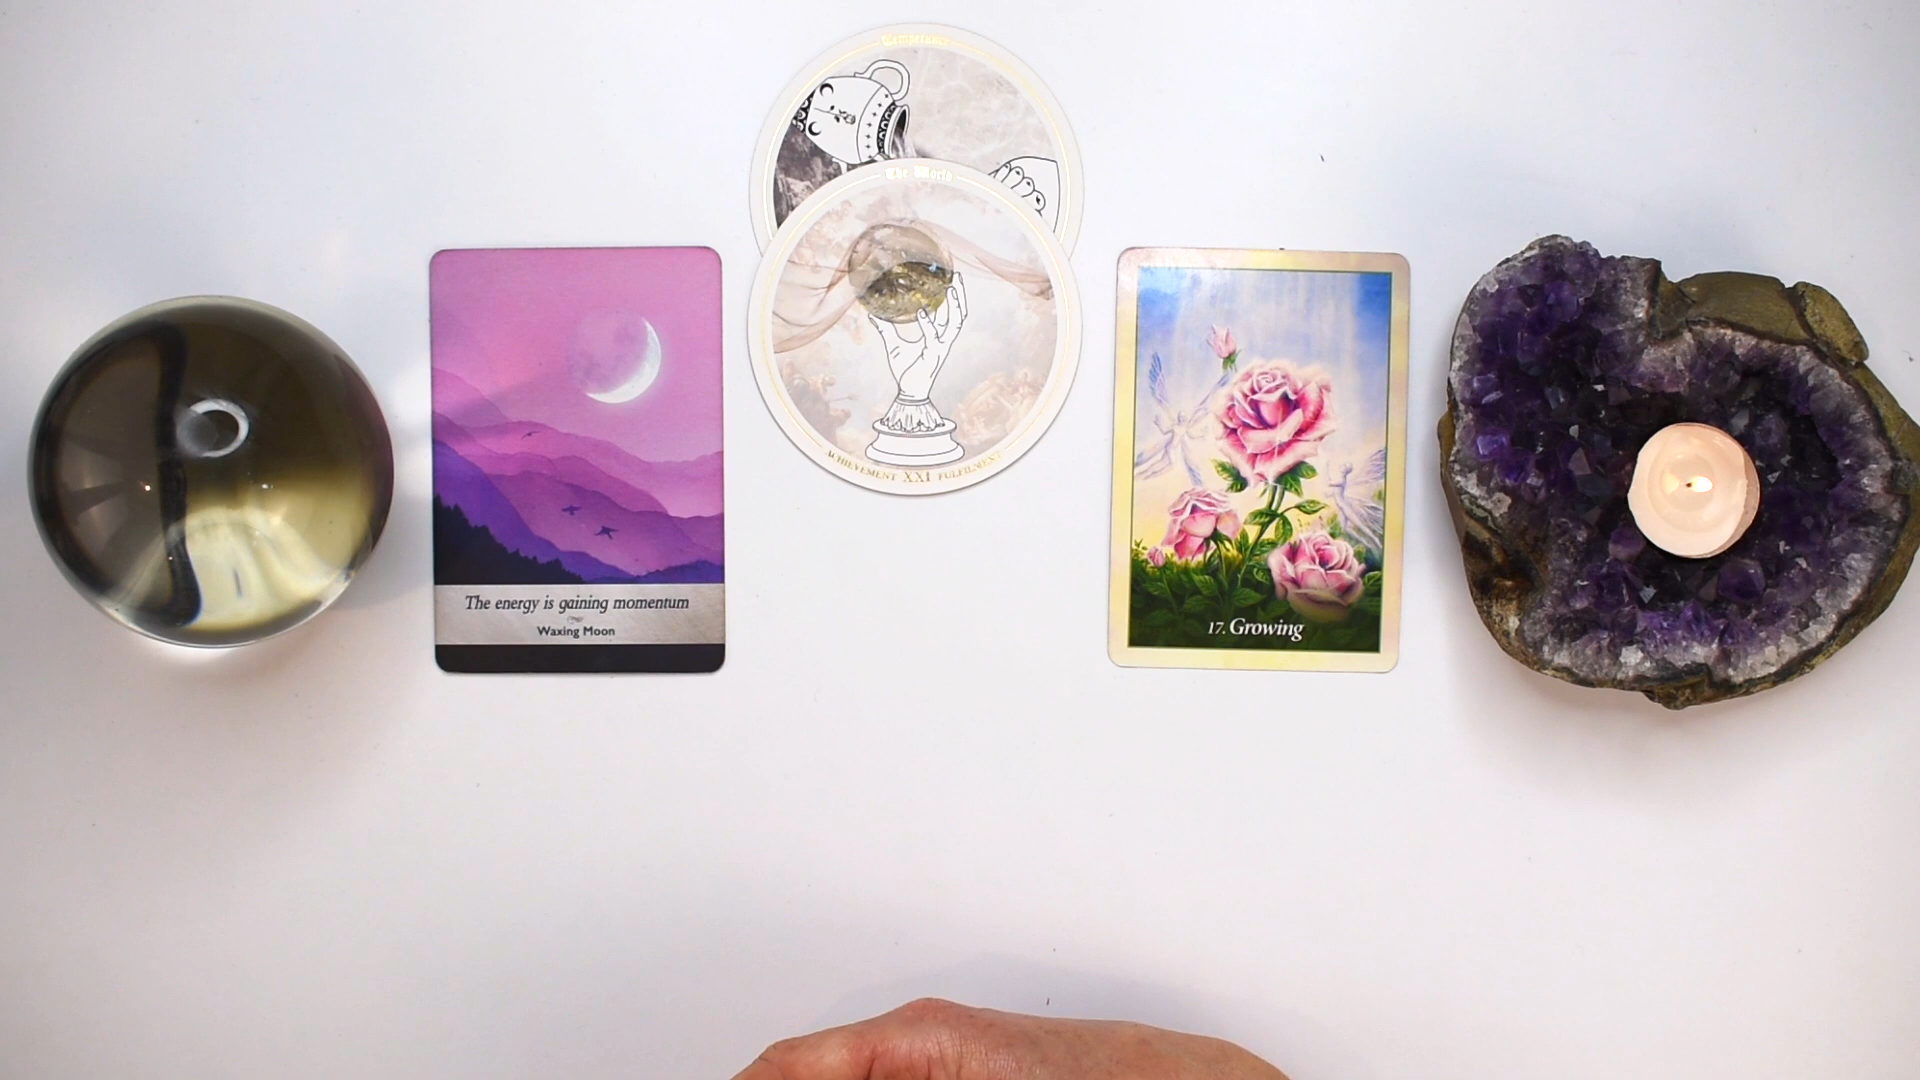 Temperance
The World
ACHIEVEMENT XXI FULFILMENT
The energy is gaining momentum
Waxing Moon
17. Growing